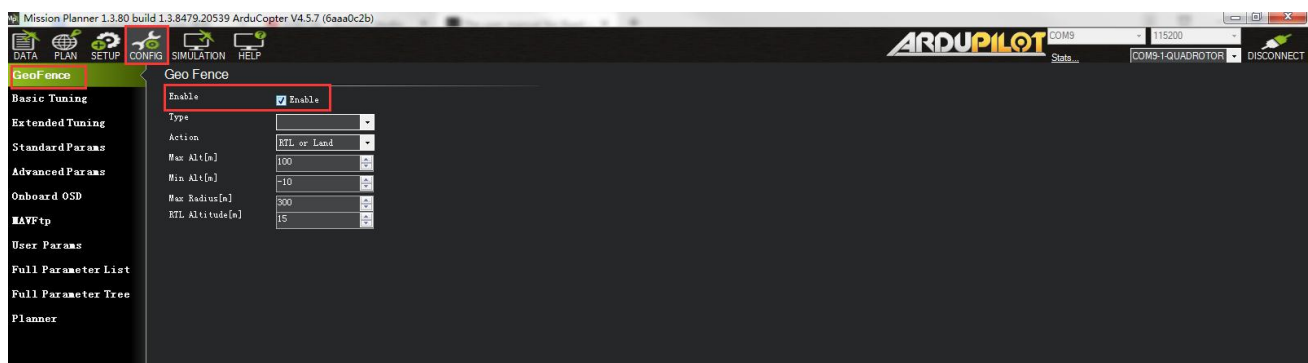 Mission Planner 1.3.80 build 1.3.8479.20539 ArduCopter V4.5.7 (6aaa0c2b)
DATA PLAN SETUP CONFIG SIMULATION HELP
ARDUPILOT
COM9 115200
Stats... COM9-1-QUADROTOR DISCONNECT
GeoFence
Basic Tuning
Extended Tuning
Standard Params
Advanced Params
Onboard OSD
MAVFtp
User Params
Full Parameter List
Full Parameter Tree
Planner
Geo Fence
Enable Enable
Type
Action RTL or Land
Max Alt[m] 100
Min Alt[m] -10
Max Radius[m] 300
RTL Altitude[m] 15